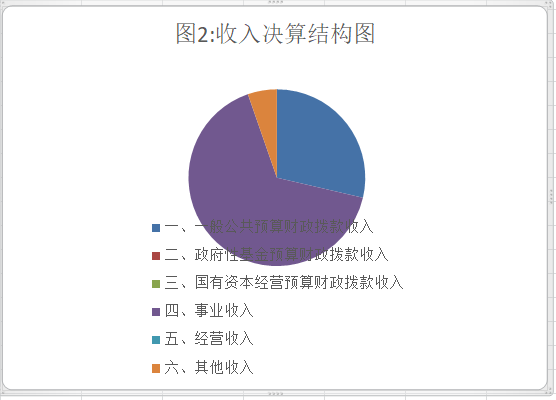 图2:收入决算结构图
一、一般公共预算财政拨款收入
二、政府性基金预算财政拨款收入
三、国有资本经营预算财政拨款收入
四、事业收入
五、经营收入
六、其他收入